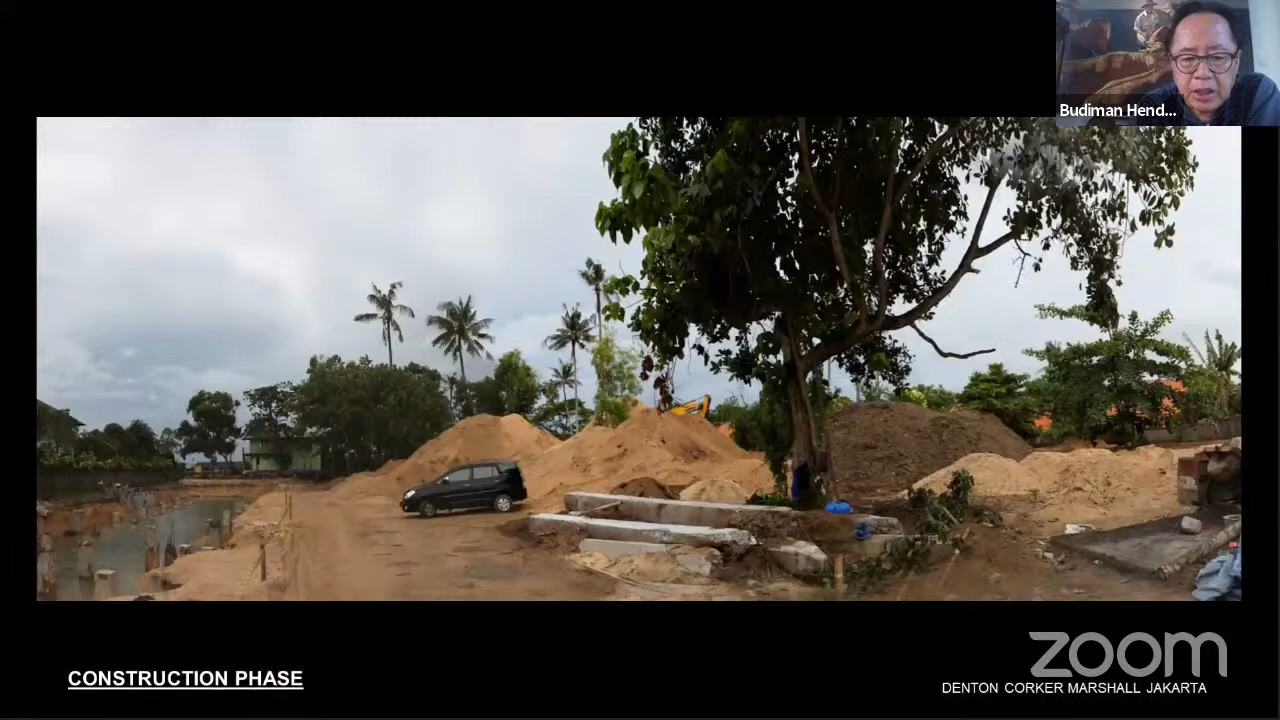 Budiman Hend...
CONSTRUCTION PHASE
zoom
DENTON CORKER MARSHALL JAKARTA